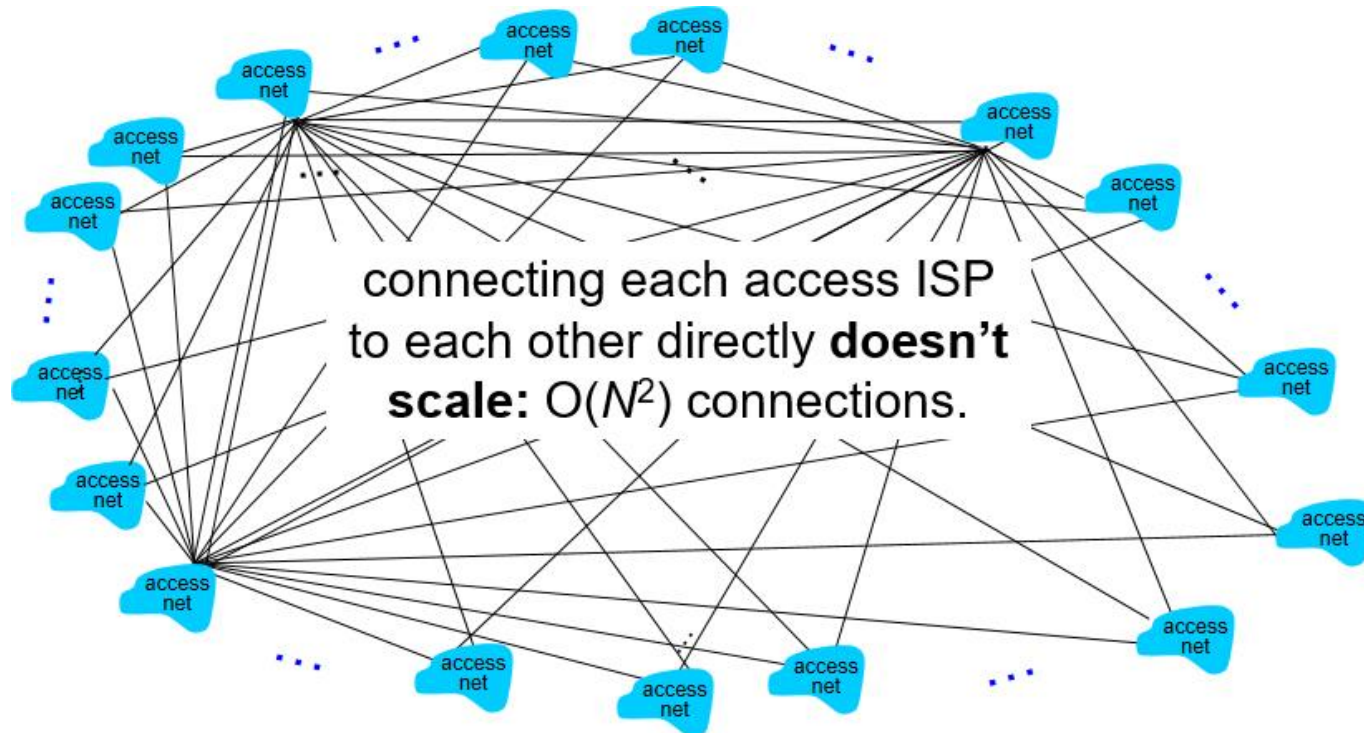 access
net
access
net
access
net
access
net
access
net
access
net
access
net
access
net
connecting each access ISP
to each other directly doesn’t
scale: O(N²) connections.
access
net
access
net
access
net
access
net
access
net
access
net
access
net
access
net
access
net